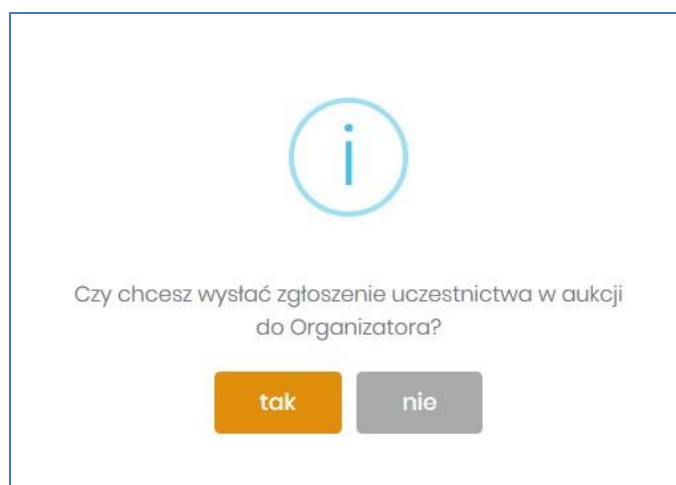 Czy chcesz wysłać zgłoszenie uczestnictwa w aukcji
do Organizatora?
tak nie